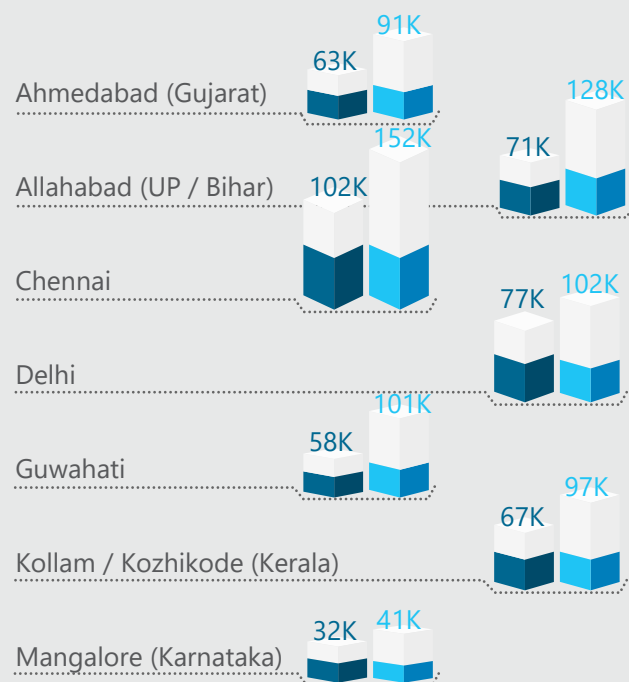 91K
63K
Ahmedabad (Gujarat)
128K
152K
71K
102K
Allahabad (UP / Bihar)
Chennai
102K
77K
Delhi
101K
58K
Guwahati
97K
67K
Kollam / Kozhikode (Kerala)
41K
32K
Mangalore (Karnataka)